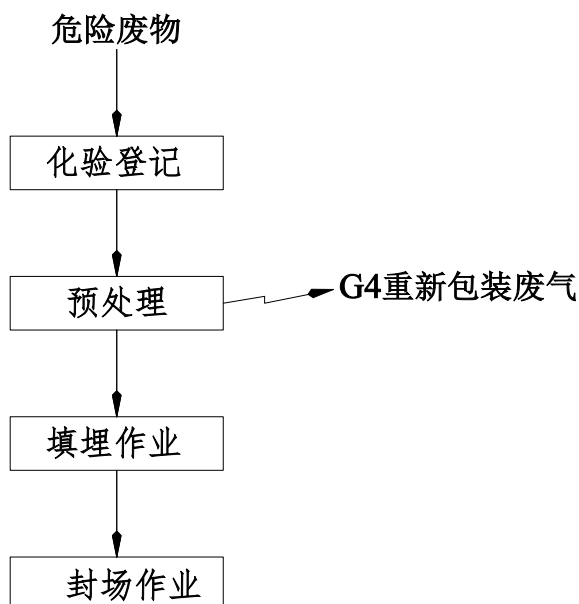 危险废物
化验登记
预处理
G4重新包装废气
填埋作业
封场作业